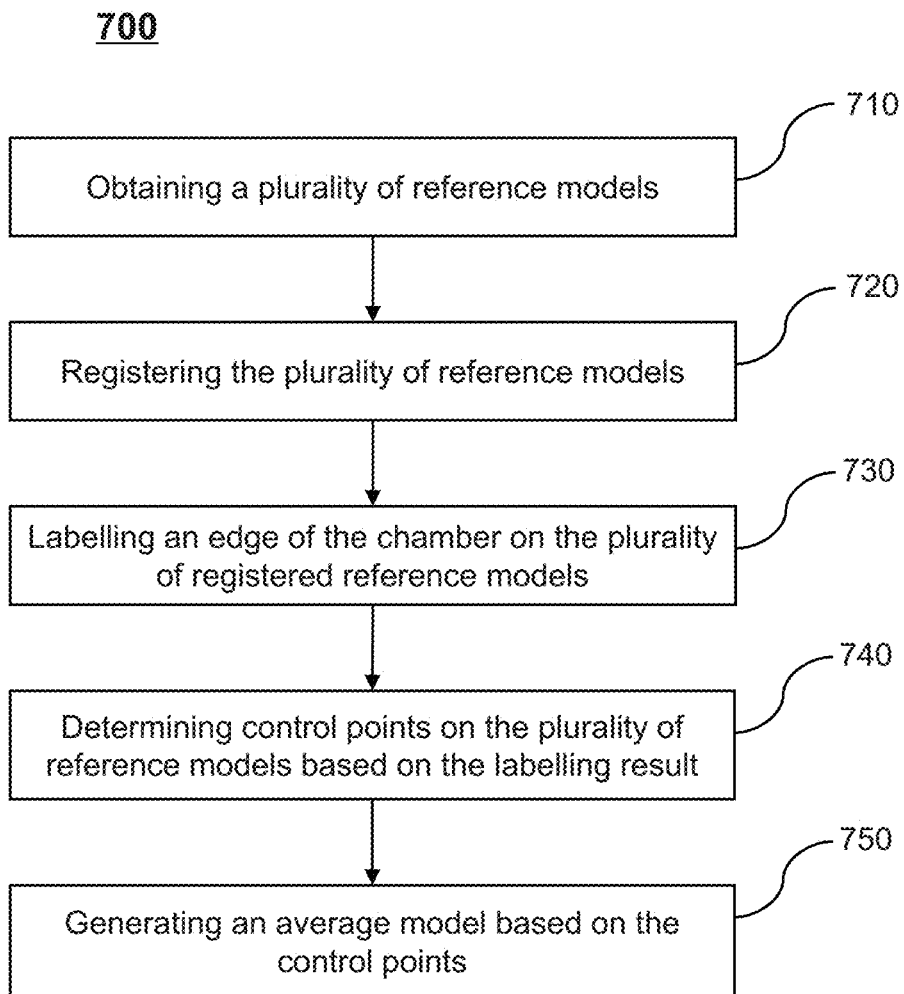 700
710
Obtaining a plurality of reference models
720
Registering the plurality of reference models
730
Labelling an edge of the chamber on the plurality
of registered reference models
740
Determining control points on the plurality of
reference models based on the labelling result
750
Generating an average model based on the
control points